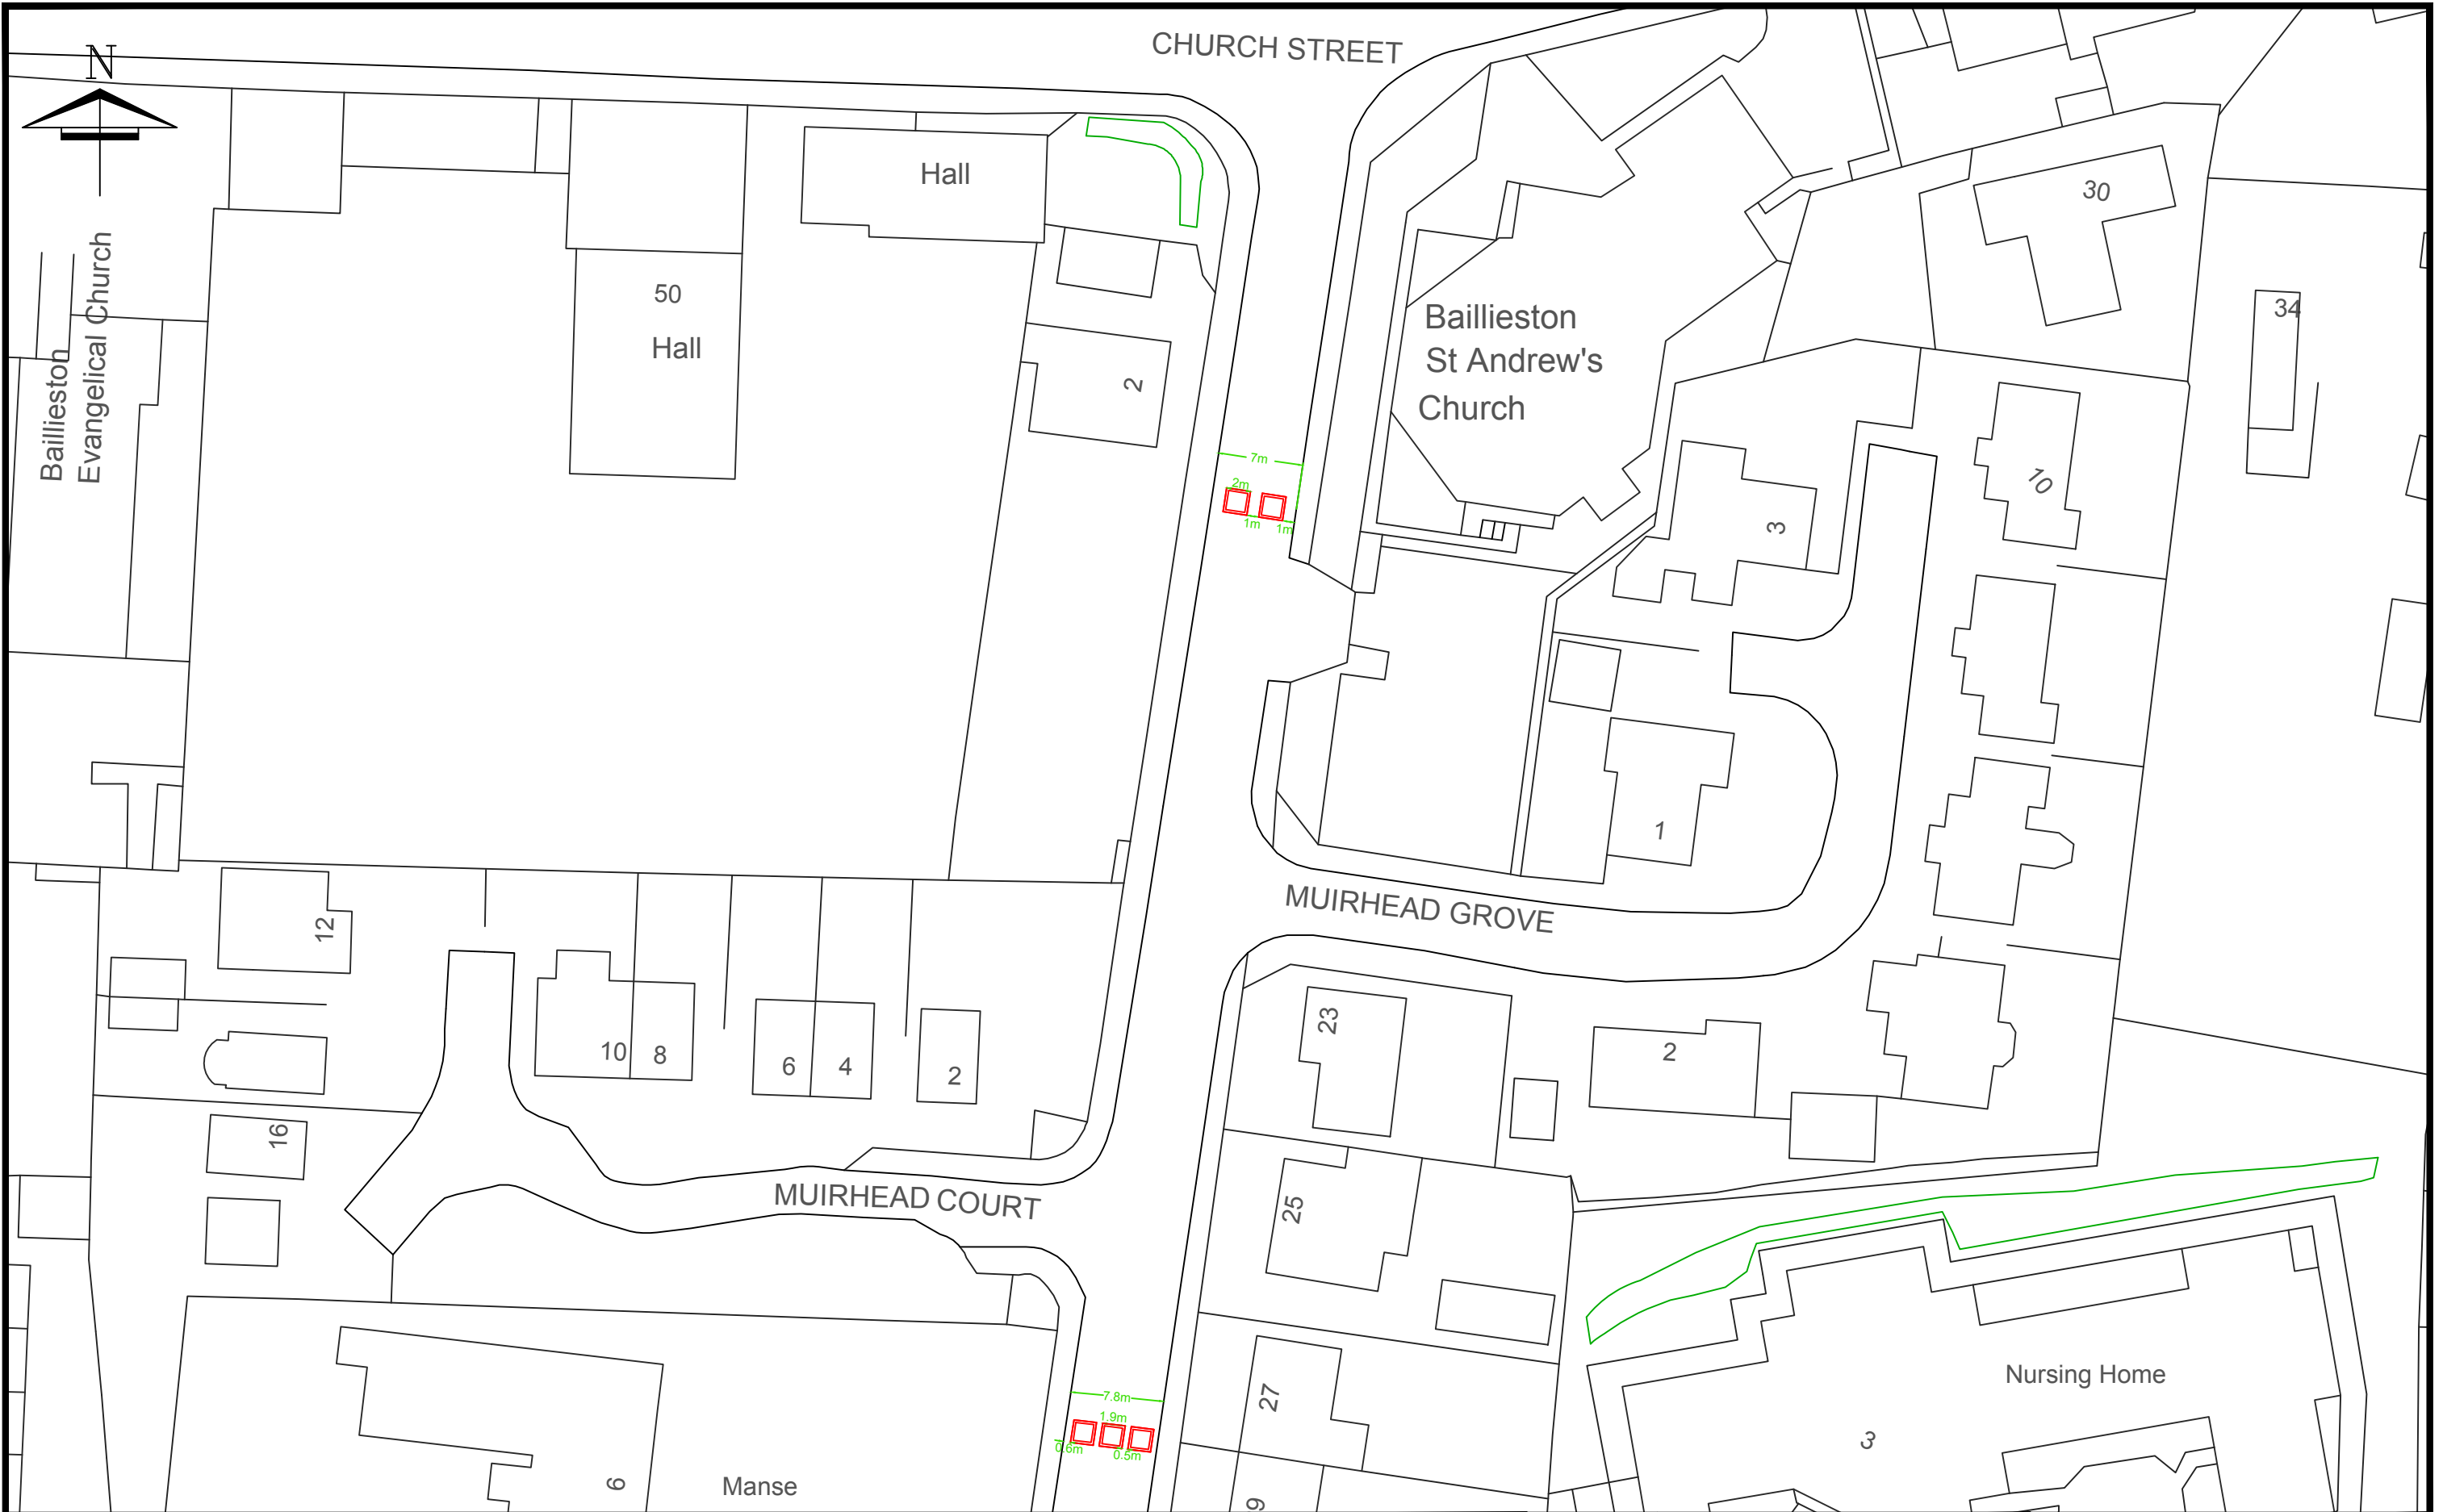 CHURCH STREET
N
Hall
30
Baillieston
Evangelical Church
50
Hall
Baillieston
St Andrew's
Church
34
2
7m
2m
1m
1m
10
3
1
MUIRHEAD GROVE
12
23
10
8
6
4
2
2
16
MUIRHEAD COURT
25
Nursing Home
27
7.8m
1.9m
0.6m
0.5m
3
6
Manse
9